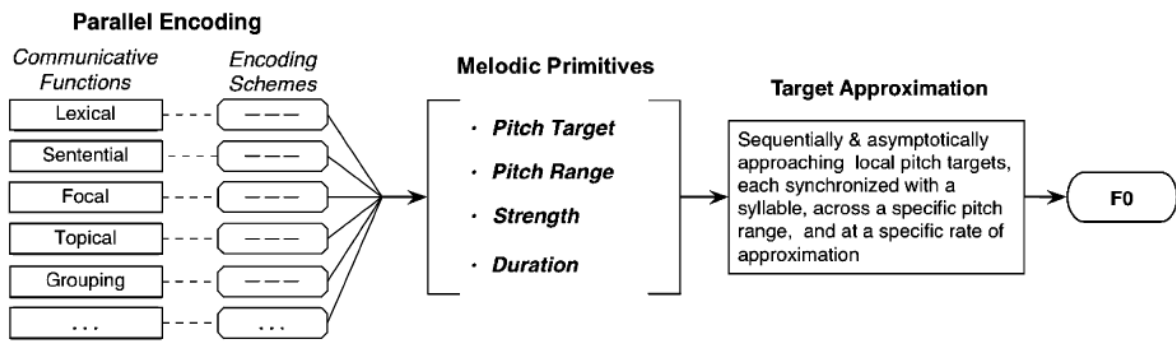 Parallel Encoding
Communicative
Functions
Encoding
Schemes
Lexical
Sentential
Focal
Topical
Grouping
...
...
Melodic Primitives
· Pitch Target
· Pitch Range
· Strength
· Duration
Target Approximation
Sequentially & asymptotically
approaching local pitch targets,
each synchronized with a
syllable, across a specific pitch
range, and at a specific rate of
approximation
F0